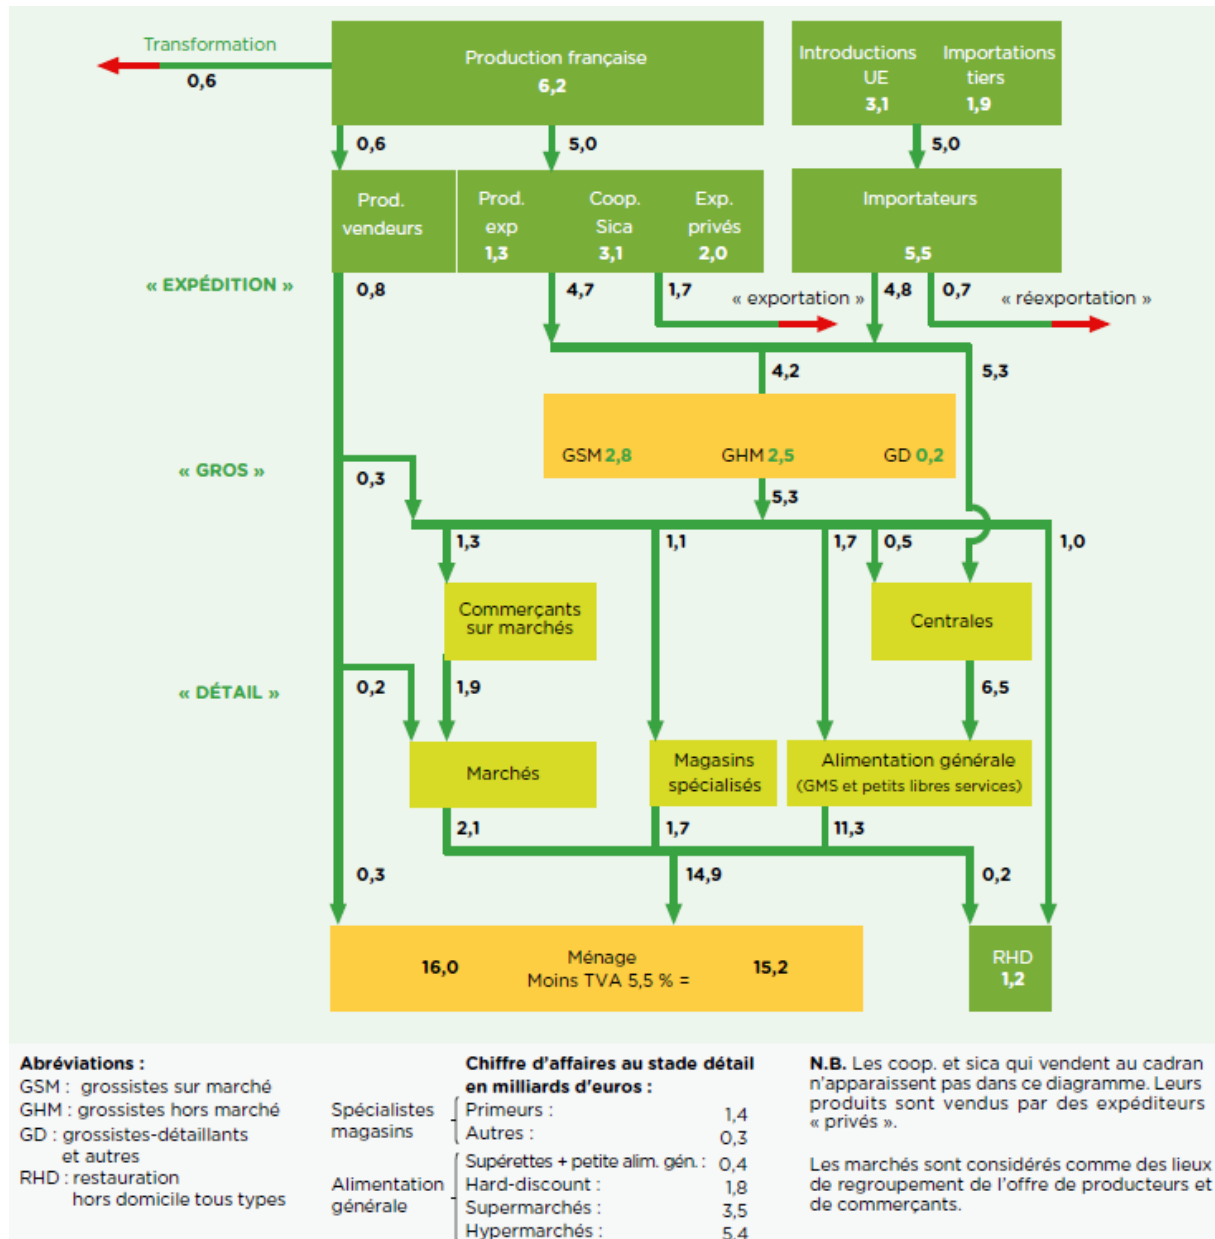 Transformation
0,6
Production française
6,2
Introductions UE
3,1
Importations tiers
1,9
0,6
5,0
5,0
Prod. vendeurs
Prod. exp
1,3
Coop. Sica
3,1
Exp. privés
2,0
Importateurs
5,5
« EXPÉDITION »
0,8
4,7
1,7
« exportation »
4,8
0,7
« réexportation »
4,2
5,3
GSM 2,8
GHM 2,5
GD 0,2
« GROS »
0,3
5,3
1,3
1,1
1,7
0,5
1,0
Commerçants
sur marchés
Centrales
« DÉTAIL »
0,2
1,9
6,5
Marchés
Magasins
spécialisés
Alimentation générale
(GMS et petits libres services)
2,1
1,7
11,3
0,3
14,9
0,2
16,0
Ménage
Moins TVA 5,5 % =
15,2
RHD
1,2
Abréviations :
GSM : grossistes sur marché
GHM : grossistes hors marché
GD : grossistes-détaillants
et autres
RHD : restauration
hors domicile tous types
Chiffre d'affaires au stade détail
en milliards d'euros :
Spécialistes
magasins
Primeurs : 1,4
Autres : 0,3
Alimentation
générale
Supérettes + petite alim. gén. : 0,4
Hard-discount : 1,8
Supermarchés : 3,5
Hypermarchés : 5,4
N.B. Les coop. et sica qui vendent au cadran
n'apparaissent pas dans ce diagramme. Leurs
produits sont vendus par des expéditeurs
« privés ».
Les marchés sont considérés comme des lieux
de regroupement de l'offre de producteurs et
de commerçants.